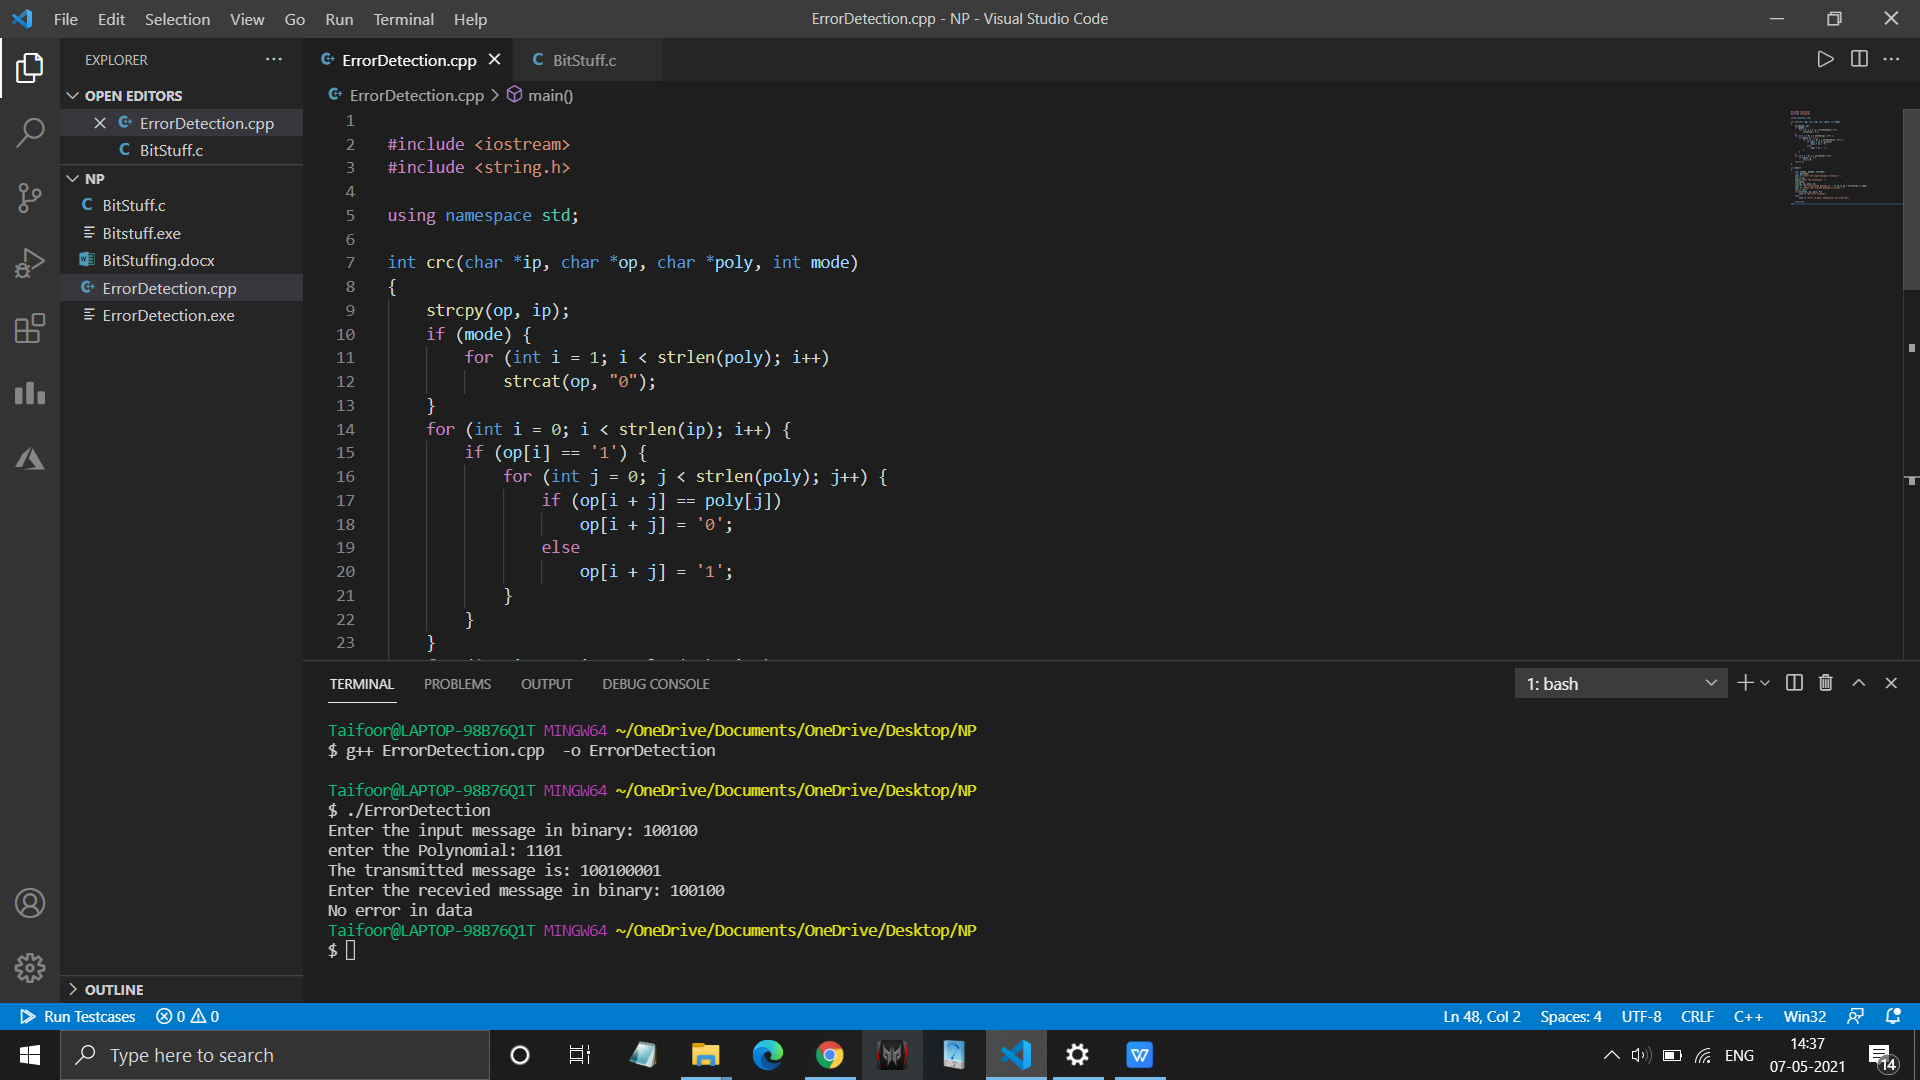 File Edit Selection View Go Run Terminal Help
ErrorDetection.cpp - NP - Visual Studio Code
EXPLORER
OPEN EDITORS
ErrorDetection.cpp
BitStuff.c
NP
BitStuff.c
Bitstuff.exe
BitStuffing.docx
ErrorDetection.cpp
ErrorDetection.exe
OUTLINE
ErrorDetection.cpp BitStuff.c
ErrorDetection.cpp > main()
1
2 #include <iostream>
3 #include <string.h>
4
5 using namespace std;
6
7 int crc(char *ip, char *op, char *poly, int mode)
8 {
9 strcpy(op, ip);
10 if (mode) {
11 for (int i = 1; i < strlen(poly); i++)
12 strcat(op, "0");
13 }
14 for (int i = 0; i < strlen(ip); i++) {
15 if (op[i] == '1') {
16 for (int j = 0; j < strlen(poly); j++) {
17 if (op[i + j] == poly[j])
18 op[i + j] = '0';
19 else
20 op[i + j] = '1';
21 }
22 }
23 }
TERMINAL PROBLEMS OUTPUT DEBUG CONSOLE
1: bash
Taifoor@LAPTOP-98B76Q1T MINGW64 ~/OneDrive/Documents/OneDrive/Desktop/NP
$ g++ ErrorDetection.cpp  -o ErrorDetection
Taifoor@LAPTOP-98B76Q1T MINGW64 ~/OneDrive/Documents/OneDrive/Desktop/NP
$ ./ErrorDetection
Enter the input message in binary: 100100
enter the Polynomial: 1101
The transmitted message is: 100100001
Enter the recevied message in binary: 100100
No error in data
Taifoor@LAPTOP-98B76Q1T MINGW64 ~/OneDrive/Documents/OneDrive/Desktop/NP
$
Run Testcases 0 0
Ln 48, Col 2 Spaces: 4 UTF-8 CRLF C++ Win32
Type here to search
ENG
14:37
07-05-2021
14